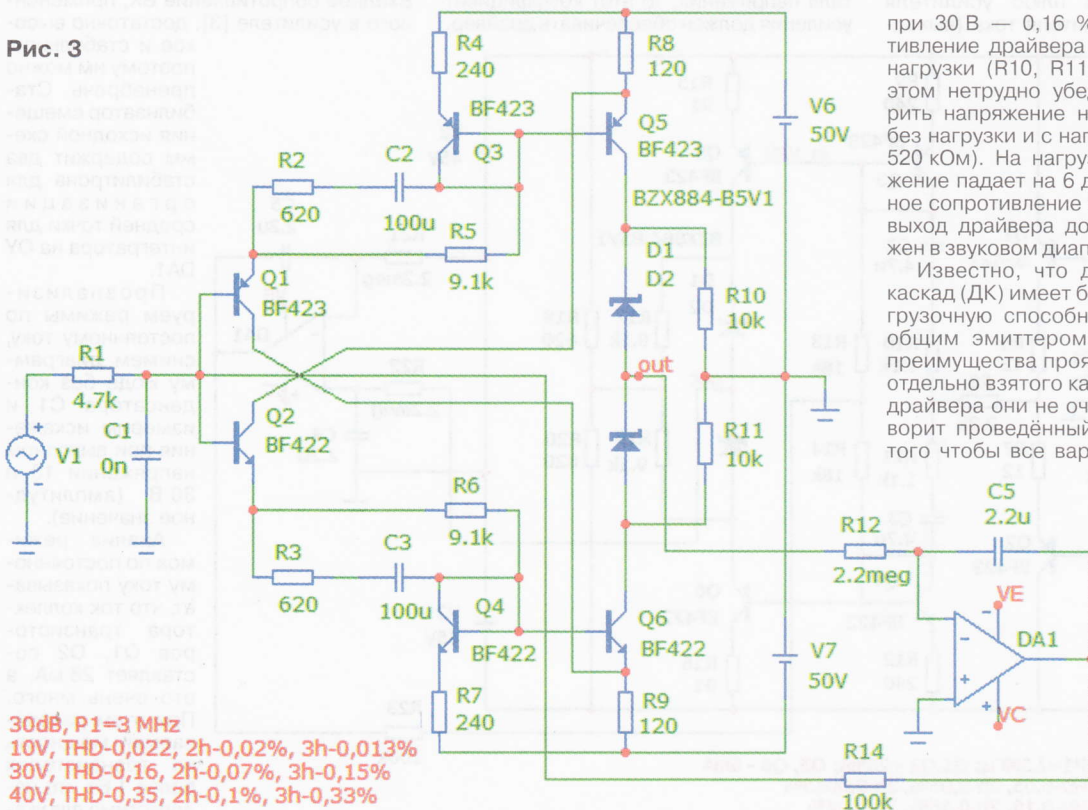 Рис. 3
R4
240
R8
120
BF423
Q3
Q5
BF423
V6
50V
R2
620
C2
100u
R5
9.1k
BZX884-B5V1
D1
D2
Q1
BF423
R10
10k
R1
4.7k
out
Q2
BF422
V1
C1
0n
R11
10k
R6
9.1k
R3
620
C3
100u
Q4
BF422
Q6
BF422
R12
2.2meg
C5
2.2u
VE
DA1
VC
V7
50V
R7
240
R9
120
R14
100k
30dB, P1=3 MHz
10V, THD-0,022, 2h-0,02%, 3h-0,013%
30V, THD-0,16, 2h-0,07%, 3h-0,15%
40V, THD-0,35, 2h-0,1%, 3h-0,33%
при 30 В — 0,16 %
тивление драйвера
нагрузки (R10, R11
этом нетрудно убед
рить напряжение н
без нагрузки и с наг
520 кОм). На нагруз
жение падает на 6 д
ное сопротивление
выход драйвера до
жен в звуковом диап
Известно, что д
каскад (ДК) имеет б
грузочную способн
общим эмиттером
преимущества прояв
отдельно взятого ка
драйвере они не оч
ворит проведённый
того чтобы все вар